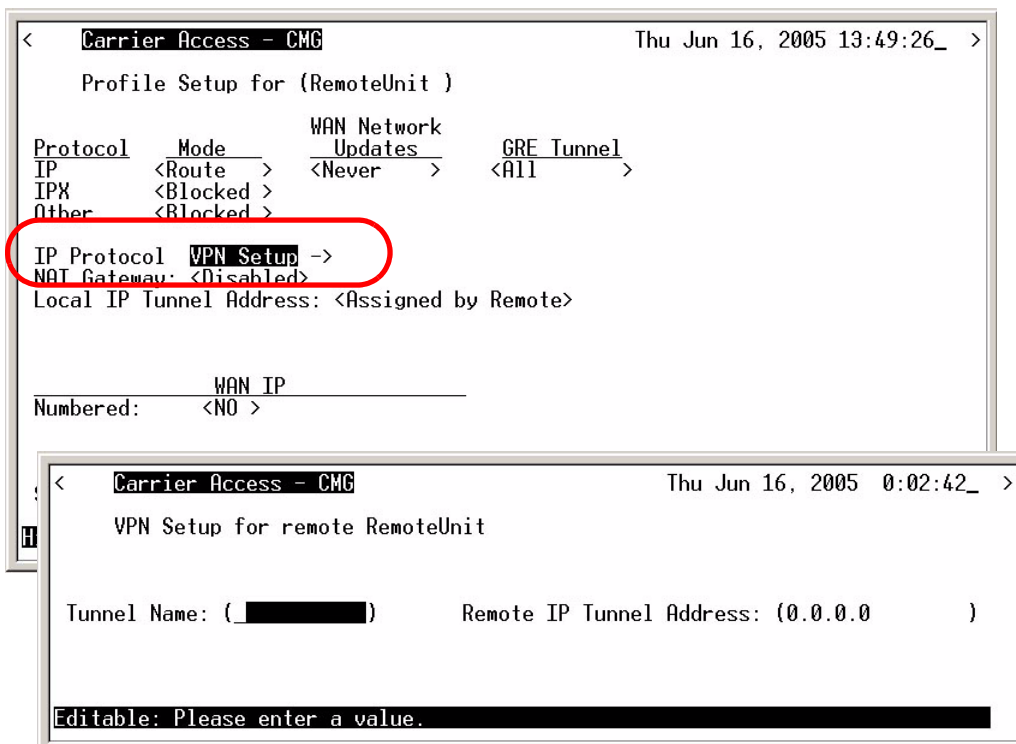 < Carrier Access - CMG Thu Jun 16, 2005 13:49:26_ >
Profile Setup for (RemoteUnit )
WAN Network
Protocol Mode Updates GRE Tunnel
IP <Route > <Never > <All >
IPX <Blocked >
Other <Blocked >
IP Protocol VPN Setup ->
NAT Gateway: <Disabled>
Local IP Tunnel Address: <Assigned by Remote>
WAN IP
Numbered: <NO >
< Carrier Access - CMG Thu Jun 16, 2005 0:02:42_ >
VPN Setup for remote RemoteUnit
Tunnel Name: (_ ) Remote IP Tunnel Address: (0.0.0.0 )
Editable: Please enter a value.